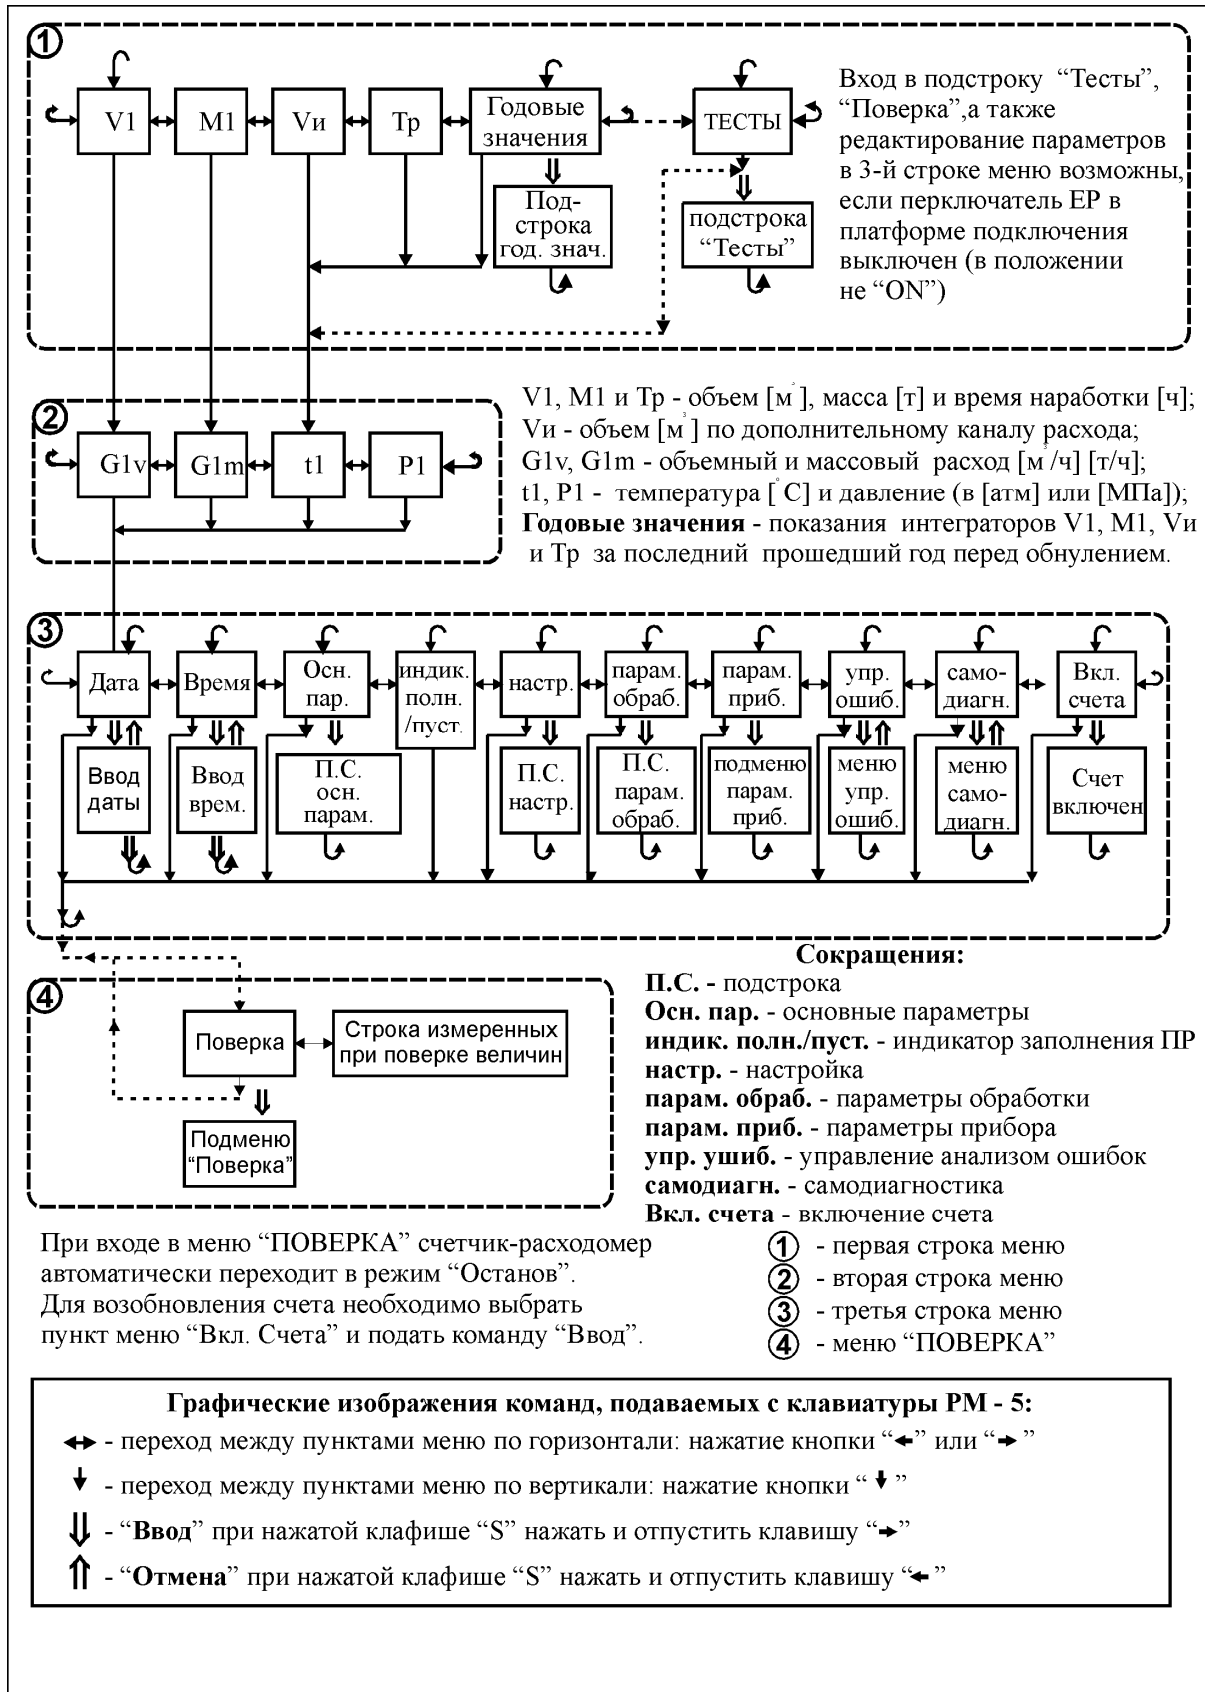 1
V1
M1
Vи
Тр
Годовые
значения
ТЕСТЫ
Под-
строка
год. знач.
подстрока
“Тесты”
Вход в подстроку “Тесты”,
“Поверка”,а также
редактирование параметров
в 3-й строке меню возможны,
если перключатель ЕР в
платформе подключения
выключен (в положении
не “ON”)
2
G1v
G1m
t1
P1
V1, M1 и Тр - объем [м³], масса [т] и время наработки [ч];
Vи - объем [м³] по дополнительному каналу расхода;
G1v, G1m - объемный и массовый расход [м³/ч] [т/ч];
t1, P1 - температура [°C] и давление (в [атм] или [МПа]);
Годовые значения - показания интеграторов V1, M1, Vи
и Тр за последний прошедший год перед обнулением.
3
Дата
Время
Осн.
пар.
индик.
полн.
/пуст.
настр.
парам.
обраб.
парам.
приб.
упр.
ошиб.
само-
диагн.
Вкл.
счета
Ввод
даты
Ввод
врем.
П.С.
осн.
парам.
П.С.
настр.
П.С.
парам.
обраб.
подменю
парам.
приб.
меню
упр.
ошиб.
меню
само-
диагн.
Счет
включен
4
Поверка
Строка измеренных
при поверке величин
Подменю
“Поверка”
Сокращения:
П.С. - подстрока
Осн. пар. - основные параметры
индик. полн./пуст. - индикатор заполнения ПР
настр. - настройка
парам. обраб. - параметры обработки
парам. приб. - параметры прибора
упр. ушиб. - управление анализом ошибок
самодиагн. - самодиагностика
Вкл. счета - включение счета
1 - первая строка меню
2 - вторая строка меню
3 - третья строка меню
4 - меню “ПОВЕРКА”
При входе в меню “ПОВЕРКА” счетчик-расходомер
автоматически переходит в режим “Останов”.
Для возобновления счета необходимо выбрать
пункт меню “Вкл. Счета” и подать команду “Ввод”.
Графические изображения команд, подаваемых с клавиатуры РМ - 5:
↔ - переход между пунктами меню по горизонтали: нажатие кнопки “←” или “→ ”
↓ - переход между пунктами меню по вертикали: нажатие кнопки “ ↓ ”
⇓ - “Ввод” при нажатой клафише “S” нажать и отпустить клавишу “→”
⇑ - “Отмена” при нажатой клафише “S” нажать и отпустить клавишу “← ”